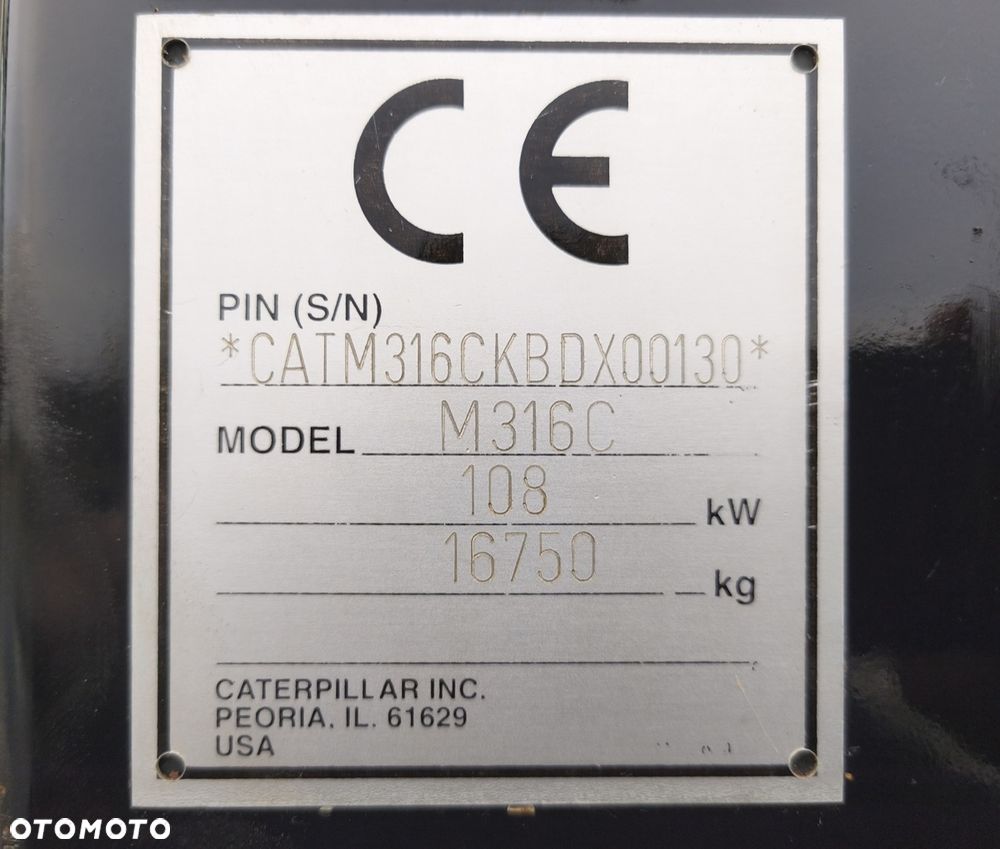 CE
PIN (S/N)
*CATM316CKBDX00130*
MODEL M316C
108 kW
16750 kg
CATERPILLAR INC.
PEORIA, IL. 61629
USA
OTOMOTO